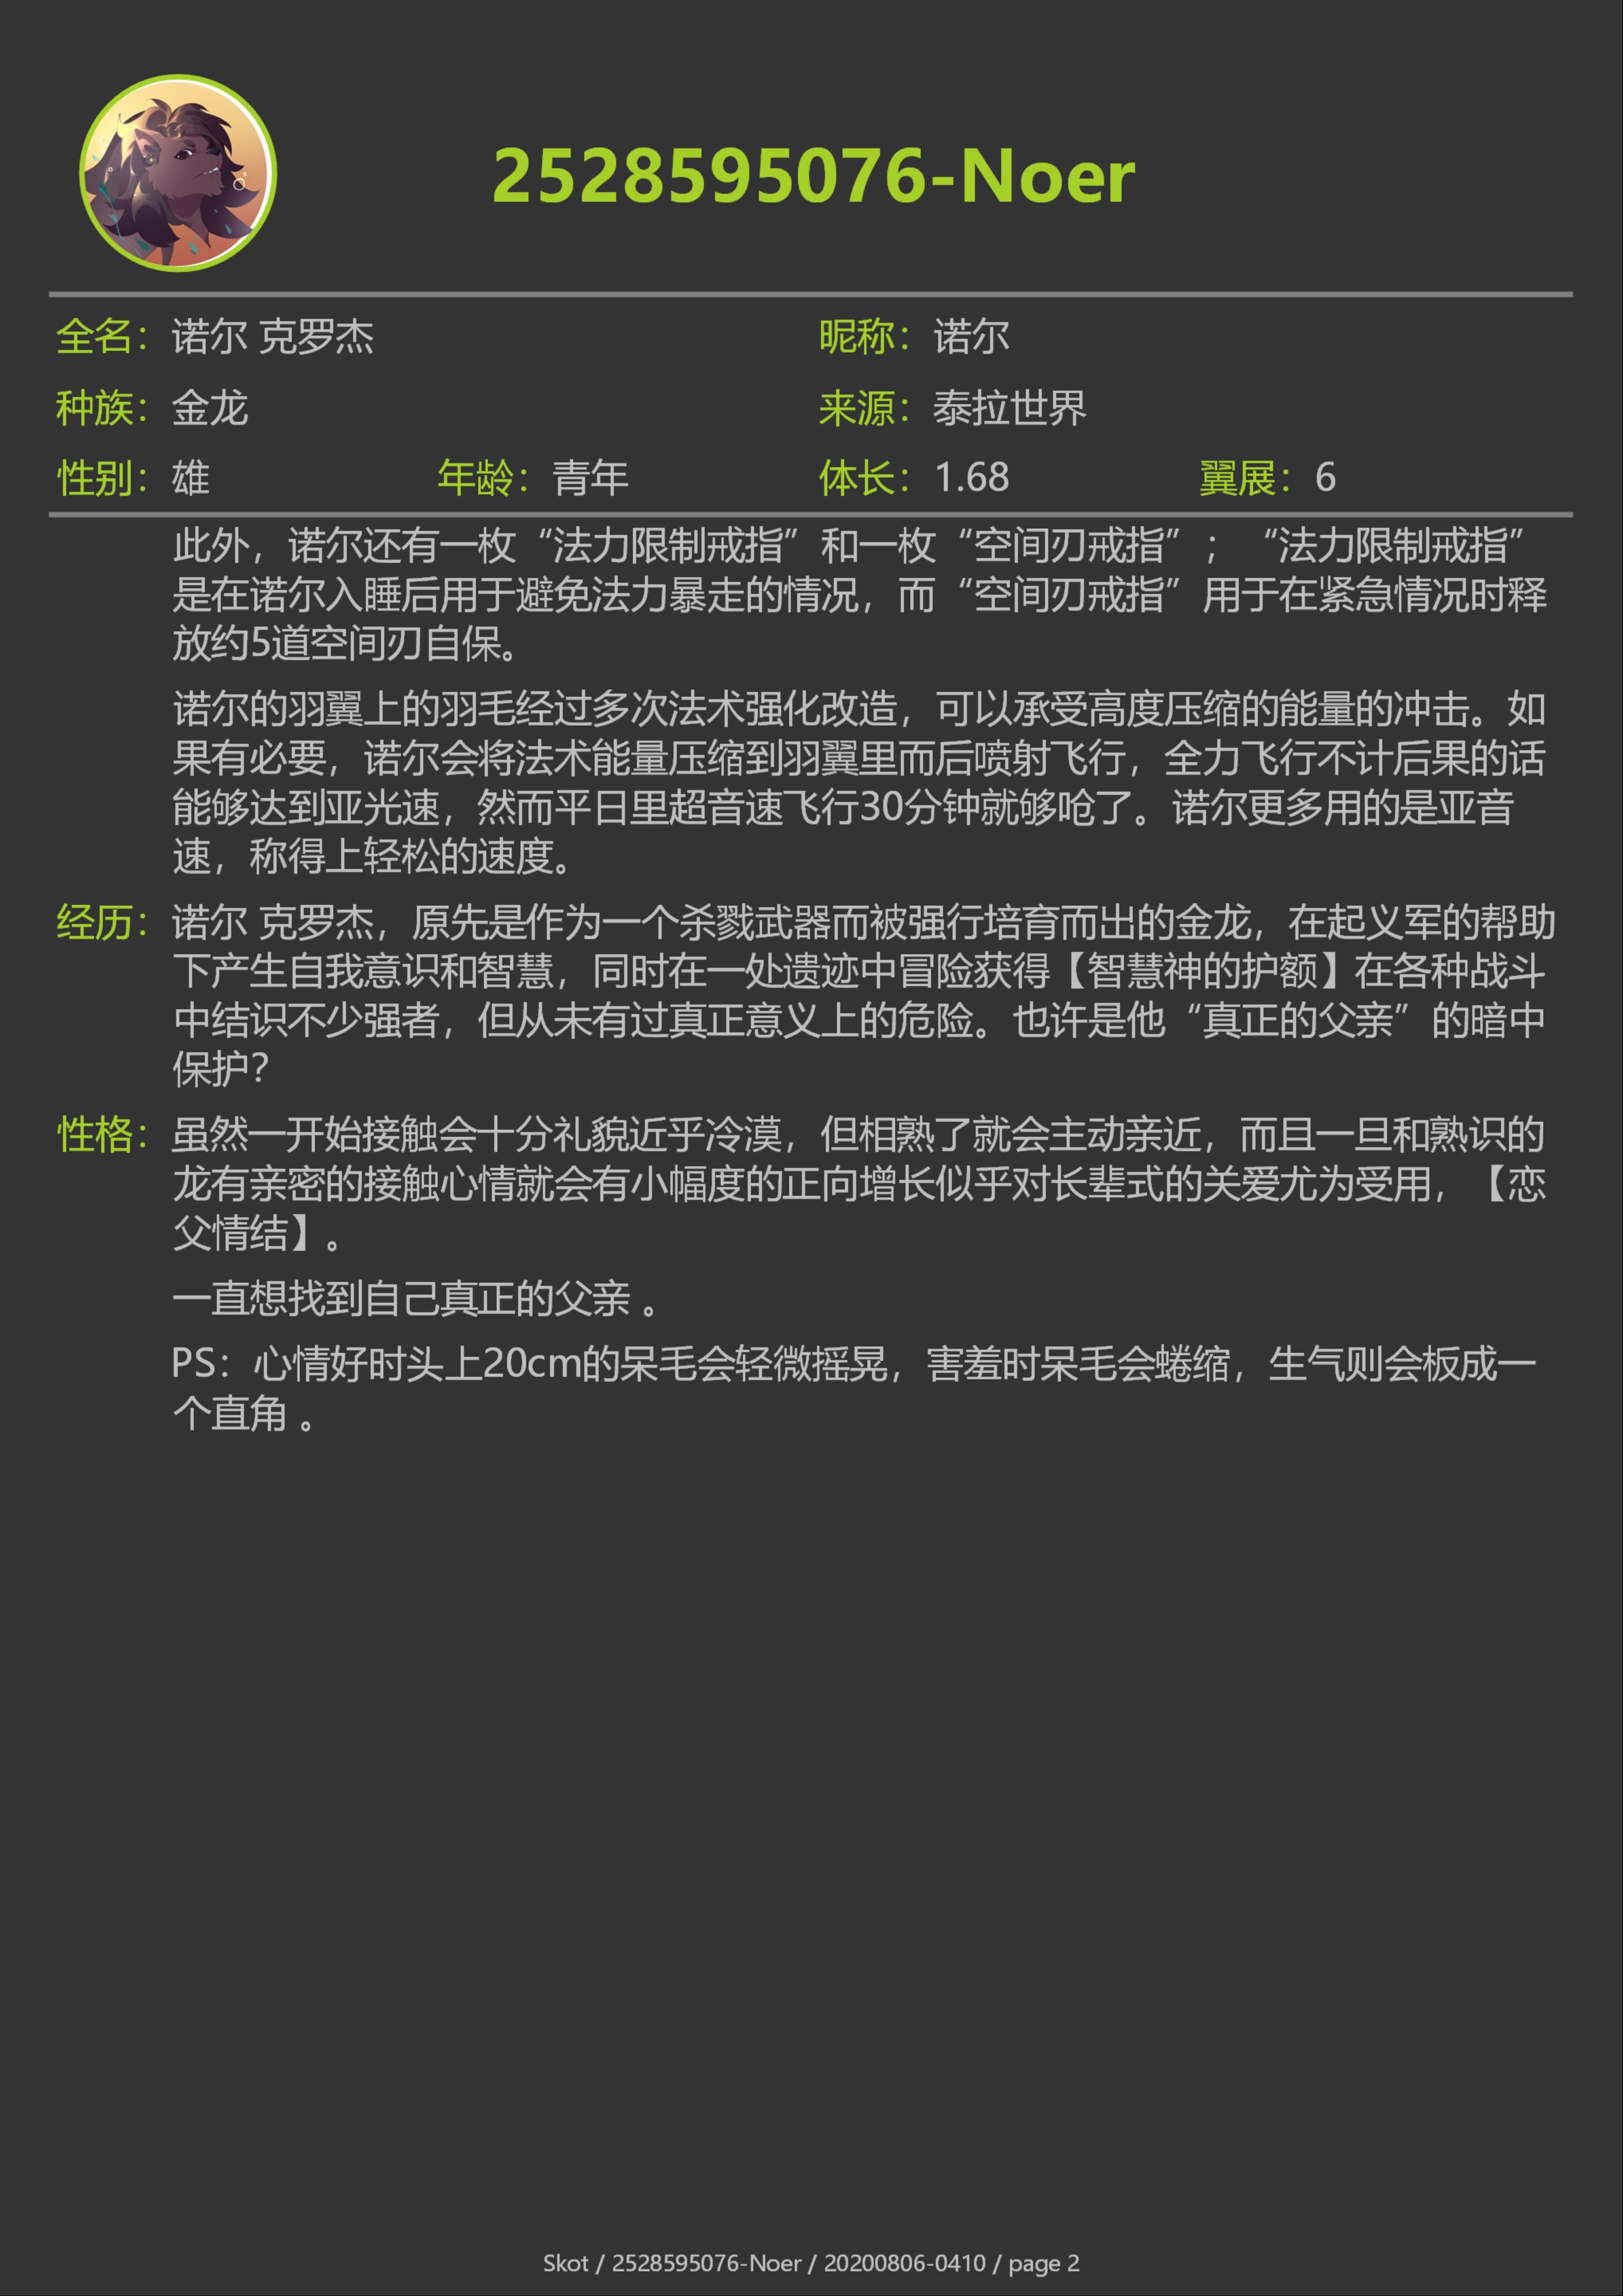 2528595076-Noer
全名：诺尔 克罗杰 昵称：诺尔
种族：金龙 来源：泰拉世界
性别：雄 年龄：青年 体长：1.68 翼展：6
此外，诺尔还有一枚“法力限制戒指”和一枚“空间刃戒指”；“法力限制戒指”
是在诺尔入睡后用于避免法力暴走的情况，而“空间刃戒指”用于在紧急情况时释
放约5道空间刃自保。
诺尔的羽翼上的羽毛经过多次法术强化改造，可以承受高度压缩的能量的冲击。如
果有必要，诺尔会将法术能量压缩到羽翼里而后喷射飞行，全力飞行不计后果的话
能够达到亚光速，然而平日里超音速飞行30分钟就够呛了。诺尔更多用的是亚音
速，称得上轻松的速度。
经历：诺尔 克罗杰，原先是作为一个杀戮武器而被强行培育而出的金龙，在起义军的帮助
下产生自我意识和智慧，同时在一处遗迹中冒险获得【智慧神的护额】在各种战斗
中结识不少强者，但从未有过真正意义上的危险。也许是他“真正的父亲”的暗中
保护？
性格：虽然一开始接触会十分礼貌近乎冷漠，但相熟了就会主动亲近，而且一旦和熟识的
龙有亲密的接触心情就会有小幅度的正向增长似乎对长辈式的关爱尤为受用，【恋
父情结】。
一直想找到自己真正的父亲 。
PS：心情好时头上20cm的呆毛会轻微摇晃，害羞时呆毛会蜷缩，生气则会板成一
个直角 。
Skot / 2528595076-Noer / 20200806-0410 / page 2